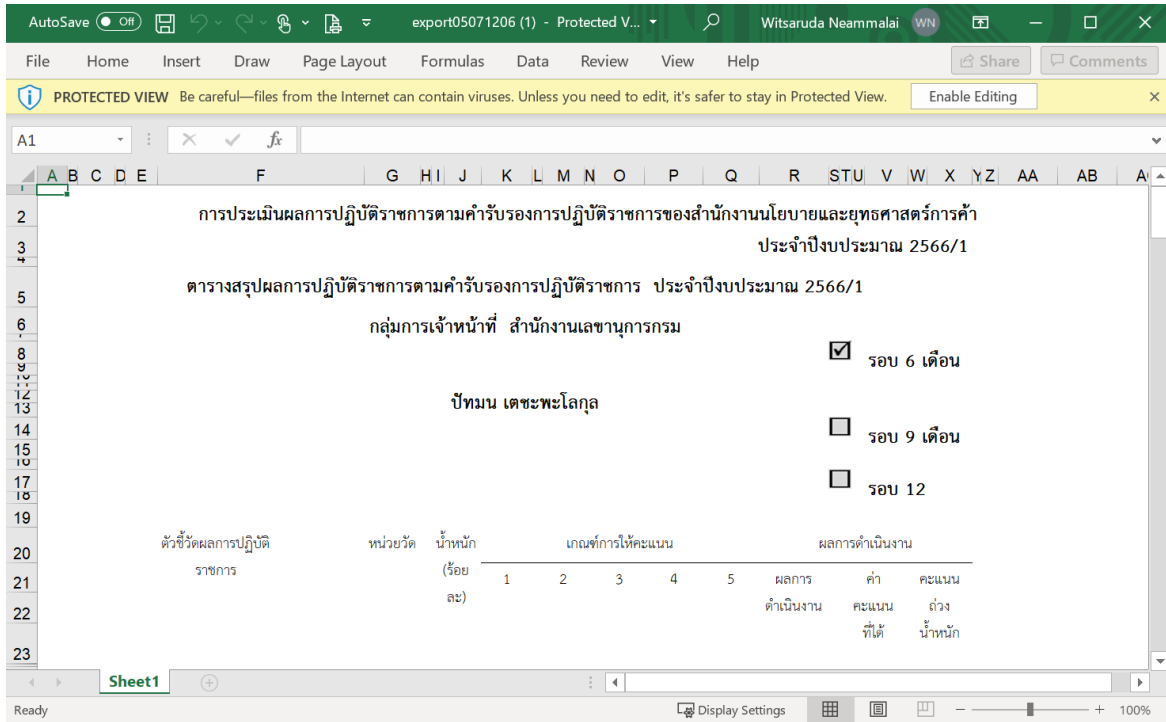 AutoSave Off export05071206 (1) - Protected V... Witsaruda Neammalai WN
File Home Insert Draw Page Layout Formulas Data Review View Help Share Comments
PROTECTED VIEW Be careful—files from the Internet can contain viruses. Unless you need to edit, it's safer to stay in Protected View. Enable Editing
A1 fx
A B C D E F G H I J K L M N O P Q R S T U V W X Y Z AA AB
2 การประเมินผลการปฏิบัติราชการตามคำรับรองการปฏิบัติราชการของสำนักงานนโยบายและยุทธศาสตร์การค้า
3 ประจำปีงบประมาณ 2566/1
4
5 ตารางสรุปผลการปฏิบัติราชการตามคำรับรองการปฏิบัติราชการ ประจำปีงบประมาณ 2566/1
6 กลุ่มการเจ้าหน้าที่ สำนักงานเลขานุการกรม
8 รอบ 6 เดือน
9
12 ปัทมน เตชะพะโลกุล
13
14 รอบ 9 เดือน
15
17 รอบ 12
18
19
20 ตัวชี้วัดผลการปฏิบัติ หน่วยวัด น้ำหนัก เกณฑ์การให้คะแนน ผลการดำเนินงาน
ราชการ (ร้อย
21 1 2 3 4 5 ผลการ ค่า คะแนน
ละ)
22 ดำเนินงาน คะแนน ถ่วง
ที่ได้ น้ำหนัก
23
Sheet1
Ready Display Settings 100%